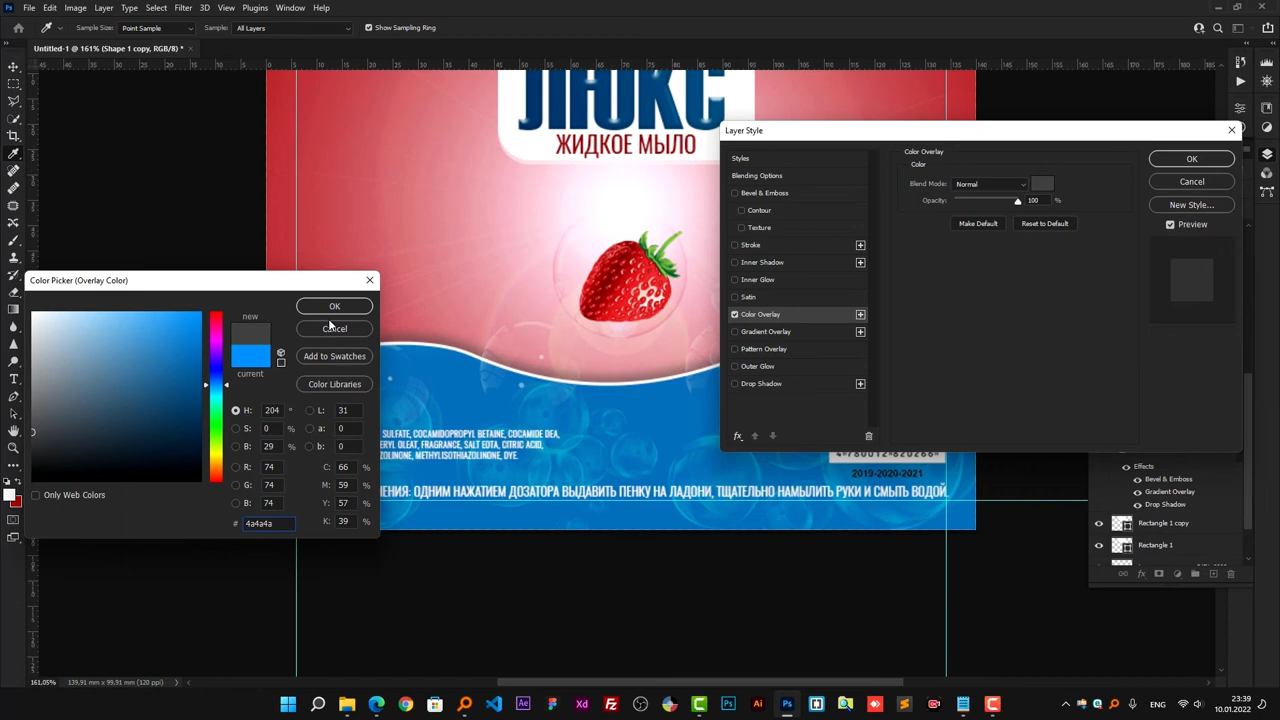 File Edit Image Layer Type Select Filter 3D View Plugins Window Help
Sample Size: Point Sample Sample: All Layers Show Sampling Ring
Untitled-1 @ 161% (Shape 1 copy, RGB/8) *
ЛЮКС
ЖИДКОЕ МЫЛО
Layer Style
Styles
Blending Options
Bevel & Emboss
Contour
Texture
Stroke
Inner Shadow
Inner Glow
Satin
Color Overlay
Gradient Overlay
Pattern Overlay
Outer Glow
Drop Shadow
Color Overlay
Color
Blend Mode: Normal
Opacity: 100 %
Make Default Reset to Default
OK
Cancel
New Style...
Preview
Color Picker (Overlay Color)
new
current
OK
Cancel
Add to Swatches
Color Libraries
H: 204 ° L: 31
S: 0 % a: 0
B: 29 % b: 0
R: 74 C: 66 %
G: 74 M: 59 %
B: 74 Y: 57 %
# 4a4a4a K: 39 %
Only Web Colors
SULFATE, COCAMIDOPROPYL BETAINE, COCAMIDE DEA,
ERYL OLEAT, FRAGRANCE, SALT EDTA, CITRIC ACID,
ZOLINONE, METHYLISOTHIAZOLINONE, DYE.
2019-2020-2021
ЛЕНИЯ: ОДНИМ НАЖАТИЕМ ДОЗАТОРА ВЫДАВИТЬ ПЕНКУ НА ЛАДОНИ, ТЩАТЕЛЬНО НАМЫЛИТЬ РУКИ И СМЫТЬ ВОДОЙ.
Effects
Bevel & Emboss
Gradient Overlay
Drop Shadow
Rectangle 1 copy
Rectangle 1
161,05% 139,91 mm x 99,91 mm (120 ppi)
ENG
23:39
10.01.2022